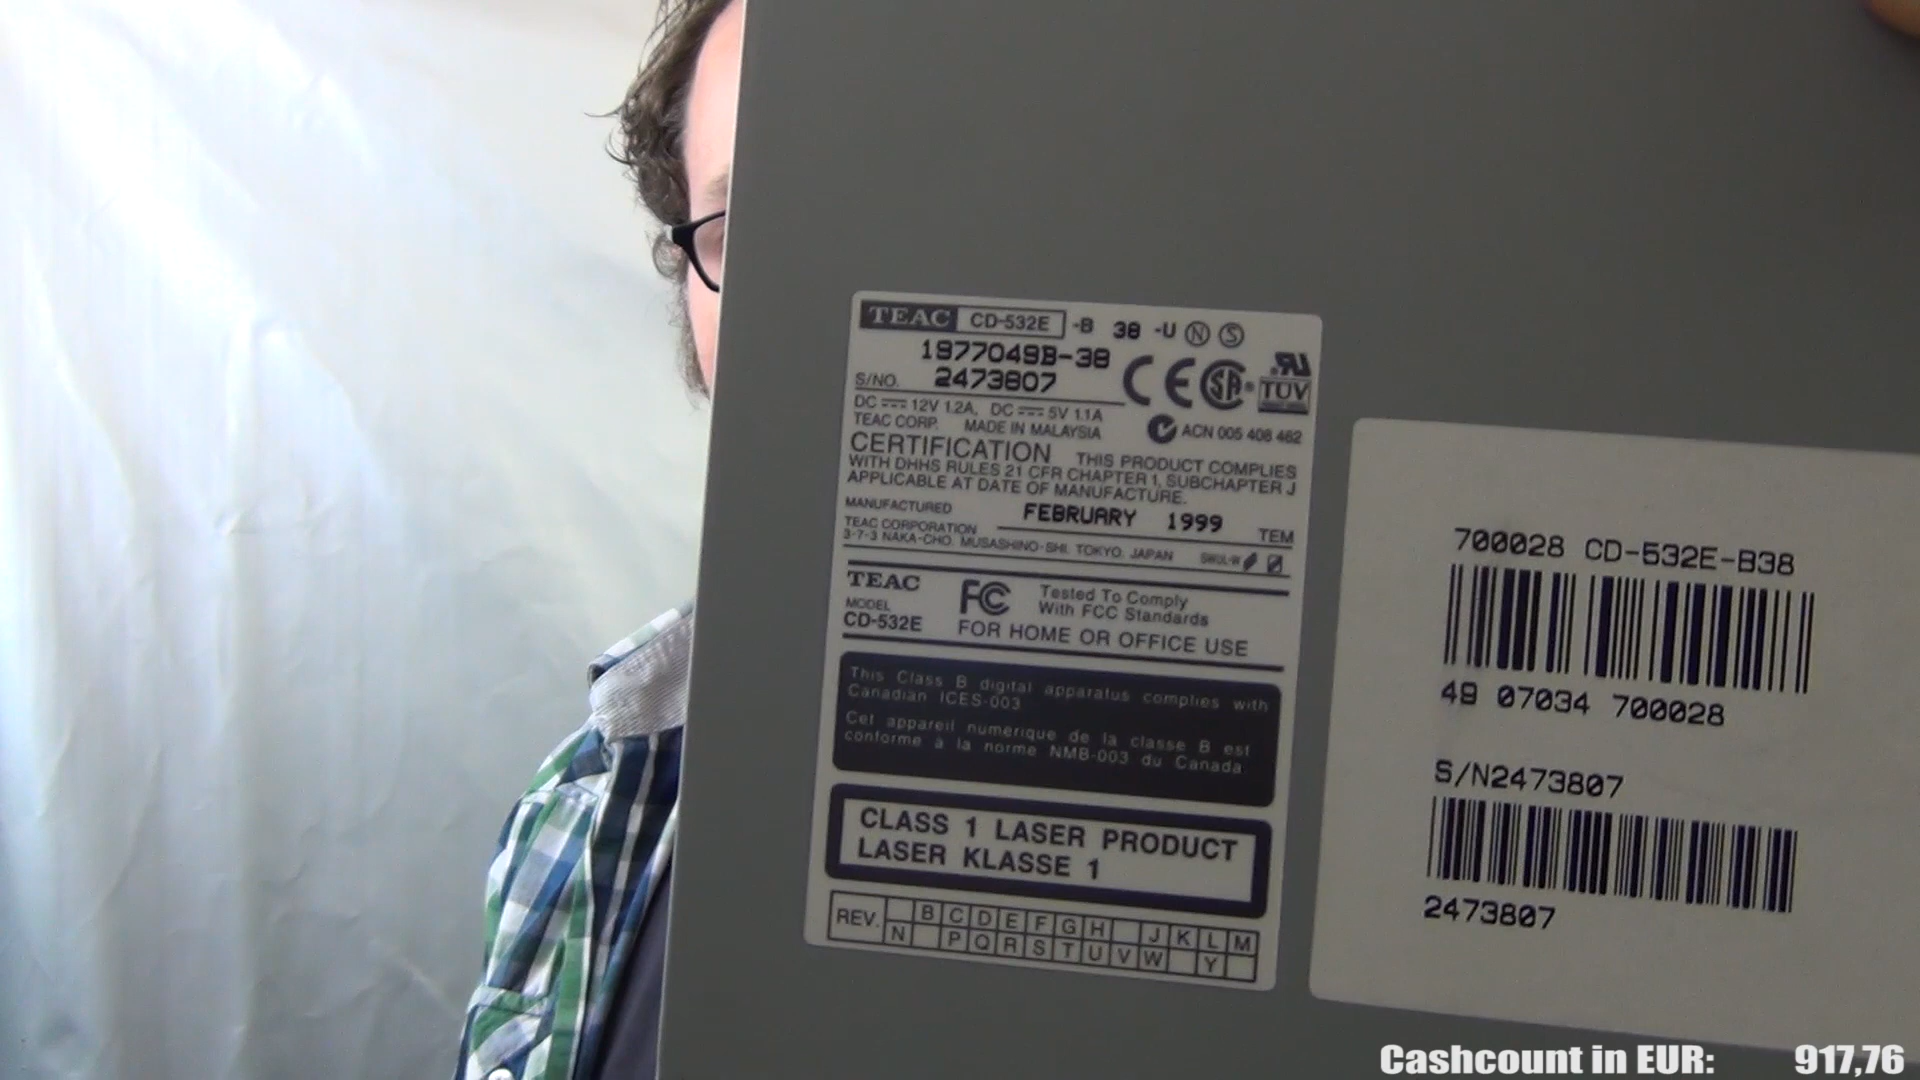 TEAC CD-532E -B 38 -U N S
1977049B-38
S/NO. 2473807
CE SA® TÜV
DC 12V 1.2A, DC 5V 1.1A
TEAC CORP. MADE IN MALAYSIA
ACN 005 408 462
CERTIFICATION THIS PRODUCT COMPLIES
WITH DHHS RULES 21 CFR CHAPTER 1, SUBCHAPTER J
APPLICABLE AT DATE OF MANUFACTURE.
MANUFACTURED FEBRUARY 1999
TEAC CORPORATION TEM
3-7-3 NAKA-CHO, MUSASHINO-SHI, TOKYO, JAPAN
TEAC FC Tested To Comply
With FCC Standards
MODEL
CD-532E FOR HOME OR OFFICE USE
This Class B digital apparatus complies with
Canadian ICES-003
Cet appareil numerique de la classe B est
conforme a la norme NMB-003 du Canada
CLASS 1 LASER PRODUCT
LASER KLASSE 1
REV. B C D E F G H J K L M
N P Q R S T U V W Y
700028 CD-532E-B38
49 07034 700028
S/N2473807
2473807
Cashcount in EUR: 917,76